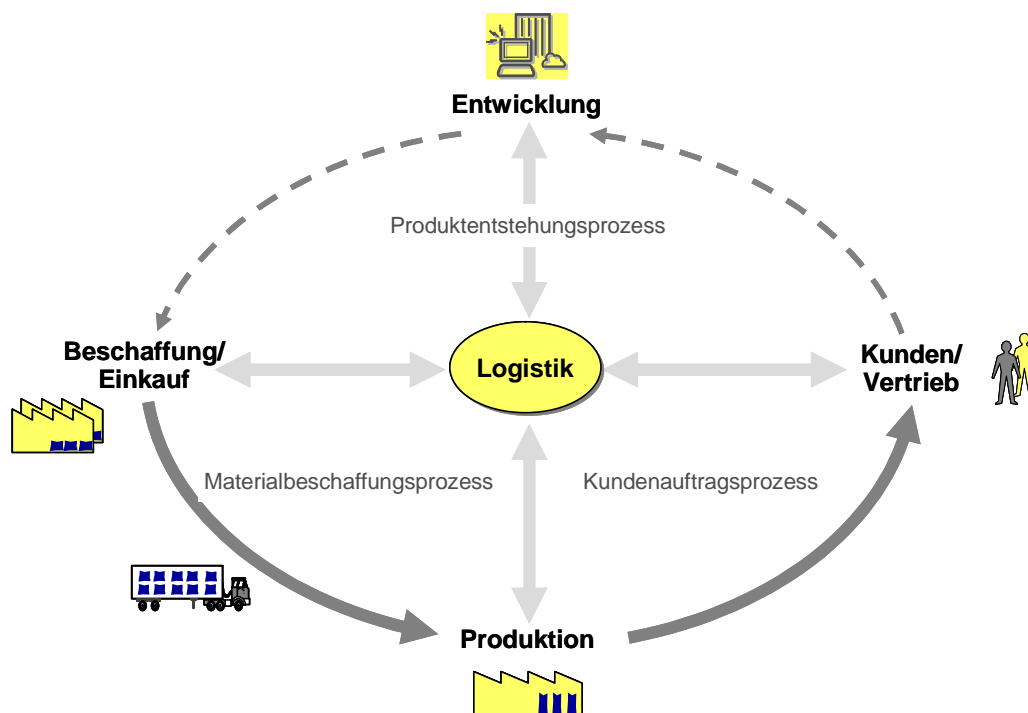 Entwicklung
Produktentstehungsprozess
Beschaffung/
Einkauf
Logistik
Kunden/
Vertrieb
Materialbeschaffungsprozess
Kundenauftragsprozess
Produktion